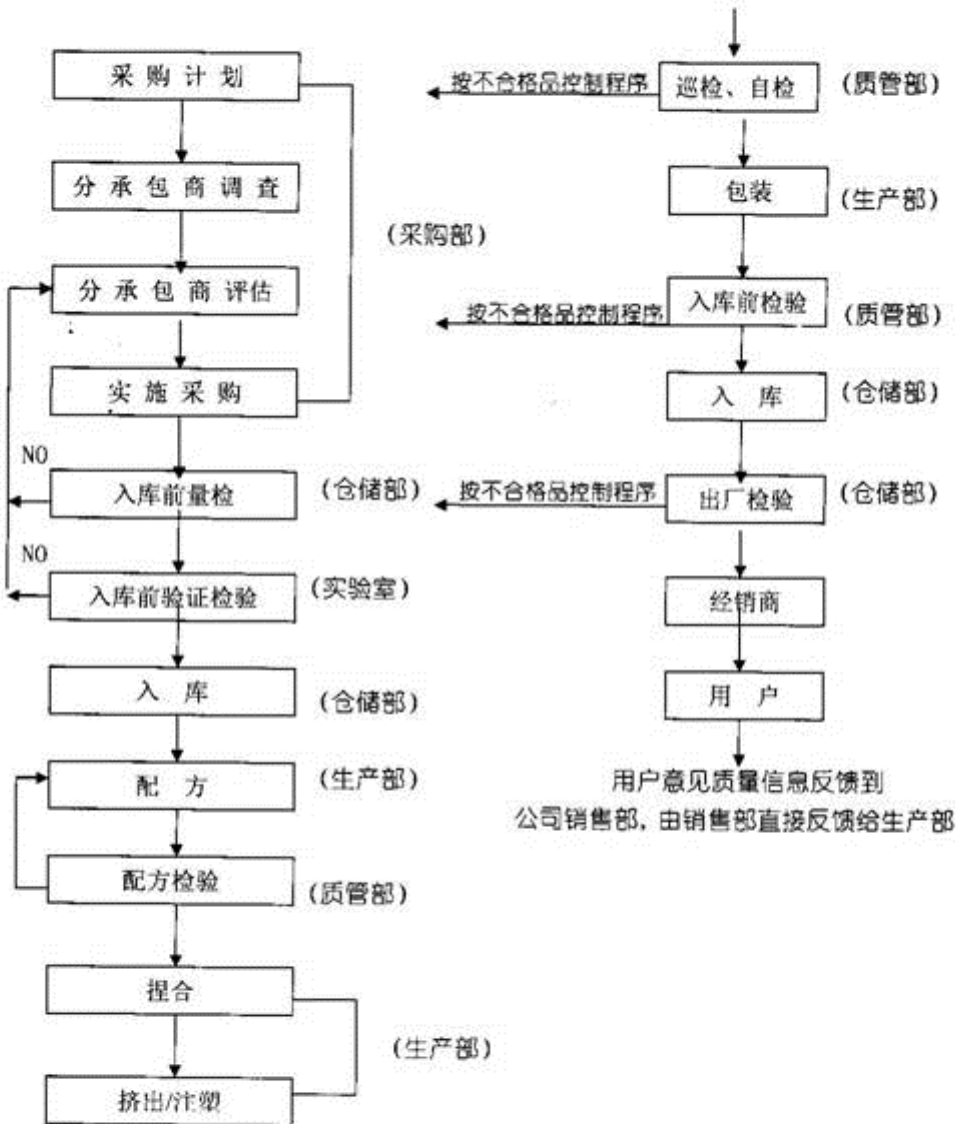 采购计划
分承包商调查
(采购部)
分承包商评估
实施采购
NO
入库前量检
(仓储部)
NO
入库前验证检验
(实验室)
入库
(仓储部)
配方
(生产部)
配方检验
(质管部)
捏合
(生产部)
挤出/注塑
按不合格品控制程序
巡检、自检
(质管部)
包装
(生产部)
按不合格品控制程序
入库前检验
(质管部)
入库
(仓储部)
按不合格品控制程序
出厂检验
(仓储部)
经销商
用户
用户意见质量信息反馈到
公司销售部,由销售部直接反馈给生产部